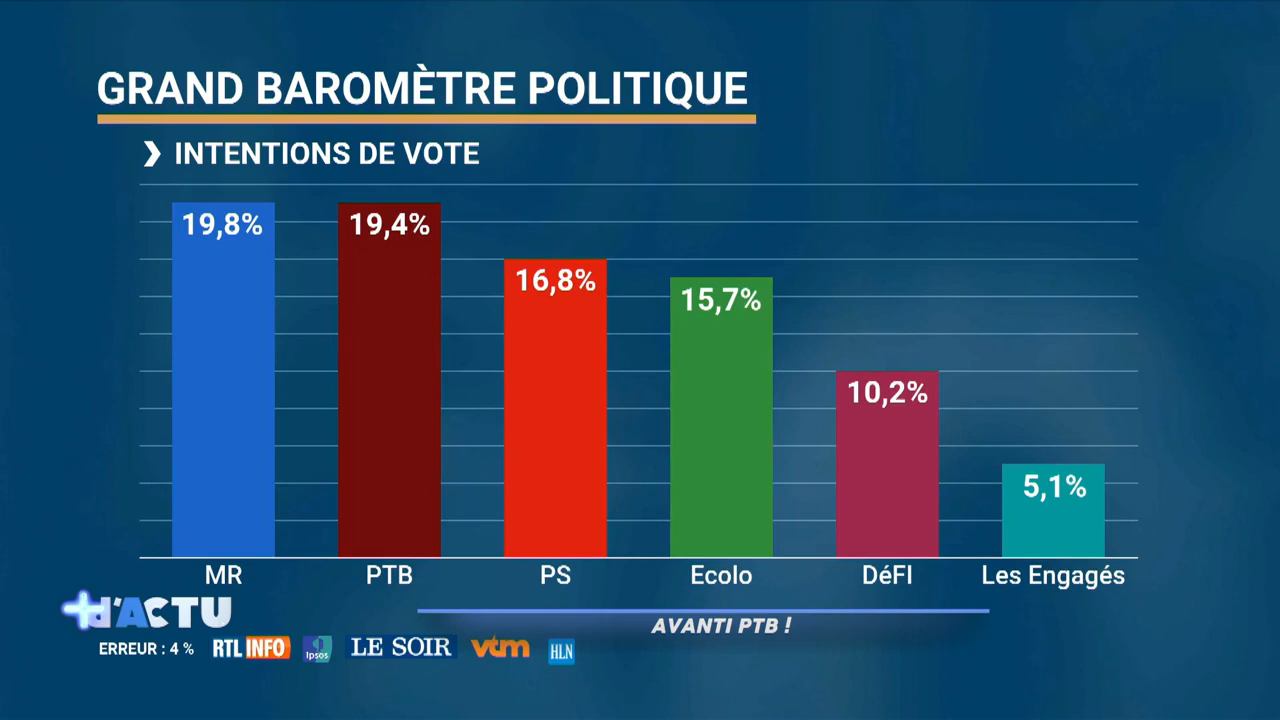 GRAND BAROMÈTRE POLITIQUE
❯ INTENTIONS DE VOTE
19,8% 19,4% 16,8% 15,7% 10,2% 5,1%
MR PTB PS Ecolo DéFI Les Engagés
+d'ACTU
AVANTI PTB !
ERREUR : 4 % RTL INFO Ipsos LE SOIR vtm HLN